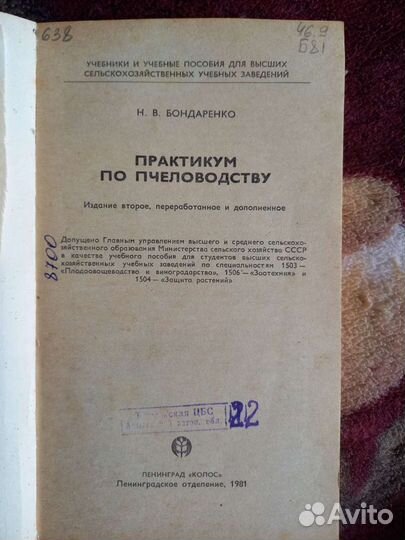 638
46.9
Б81
УЧЕБНИКИ И УЧЕБНЫЕ ПОСОБИЯ ДЛЯ ВЫСШИХ
СЕЛЬСКОХОЗЯЙСТВЕННЫХ УЧЕБНЫХ ЗАВЕДЕНИЙ
Н. В. БОНДАРЕНКО
ПРАКТИКУМ
ПО ПЧЕЛОВОДСТВУ
Издание второе, переработанное и дополненное
Допущено Главным управлением высшего и среднего сельскохо-
зяйственного образования Министерства сельского хозяйства СССР
в качестве учебного пособия для студентов высших сельско-
хозяйственных учебных заведений по специальностям 1503 —
«Плодоовощеводство и виноградарство», 1506 — «Зоотехния» и
1504 — «Защита растений»
8700
ская ЦБС
обл.
ЛЕНИНГРАД «КОЛОС»
Ленинградское отделение, 1981
Avito